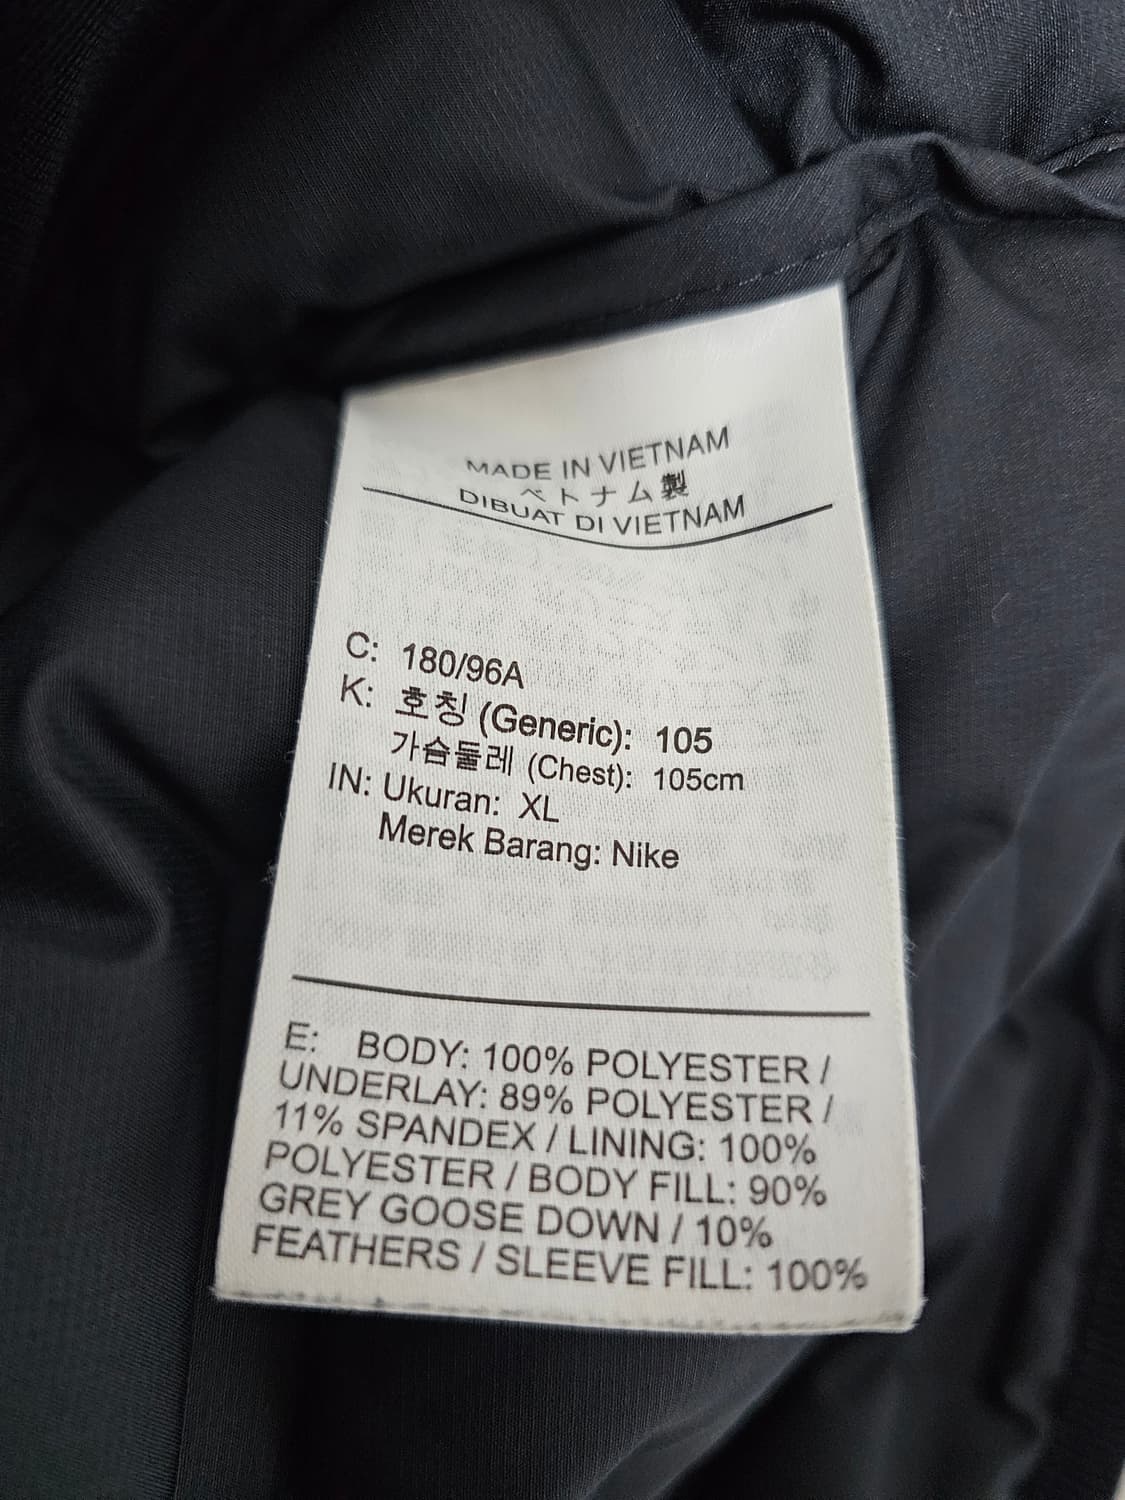 MADE IN VIETNAM
ベトナム製
DIBUAT DI VIETNAM
C: 180/96A
K: 호칭 (Generic): 105
가슴둘레 (Chest): 105cm
IN: Ukuran: XL
Merek Barang: Nike
E: BODY: 100% POLYESTER /
UNDERLAY: 89% POLYESTER /
11% SPANDEX / LINING: 100%
POLYESTER / BODY FILL: 90%
GREY GOOSE DOWN / 10%
FEATHERS / SLEEVE FILL: 100%